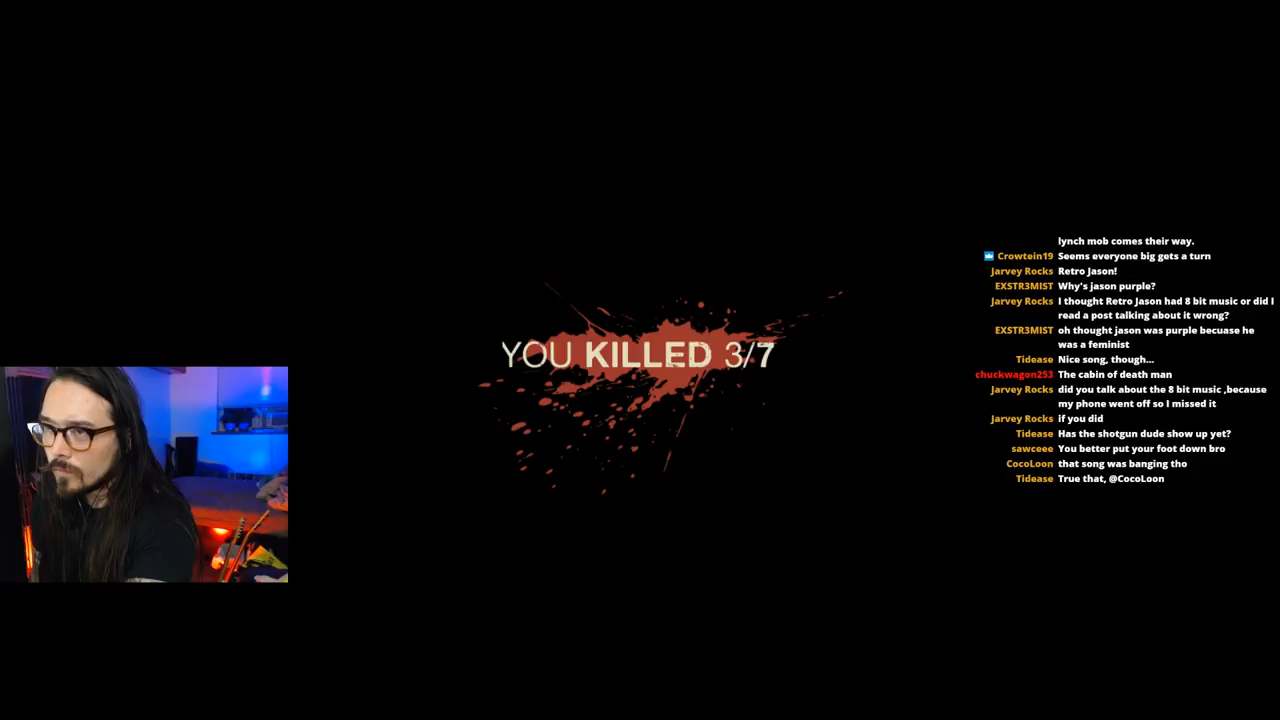 lynch mob comes their way.
Crowtein19 Seems everyone big gets a turn
Jarvey Rocks Retro Jason!
EXSTR3MIST Why's jason purple?
Jarvey Rocks I thought Retro Jason had 8 bit music or did I
read a post talking about it wrong?
EXSTR3MIST oh thought jason was purple becuase he
was a feminist
YOU KILLED 3/7
Tidease Nice song, though...
chuckwagon253 The cabin of death man
Jarvey Rocks did you talk about the 8 bit music ,because
my phone went off so I missed it
Jarvey Rocks if you did
Tidease Has the shotgun dude show up yet?
sawceee You better put your foot down bro
CocoLoon that song was banging tho
Tidease True that, @CocoLoon